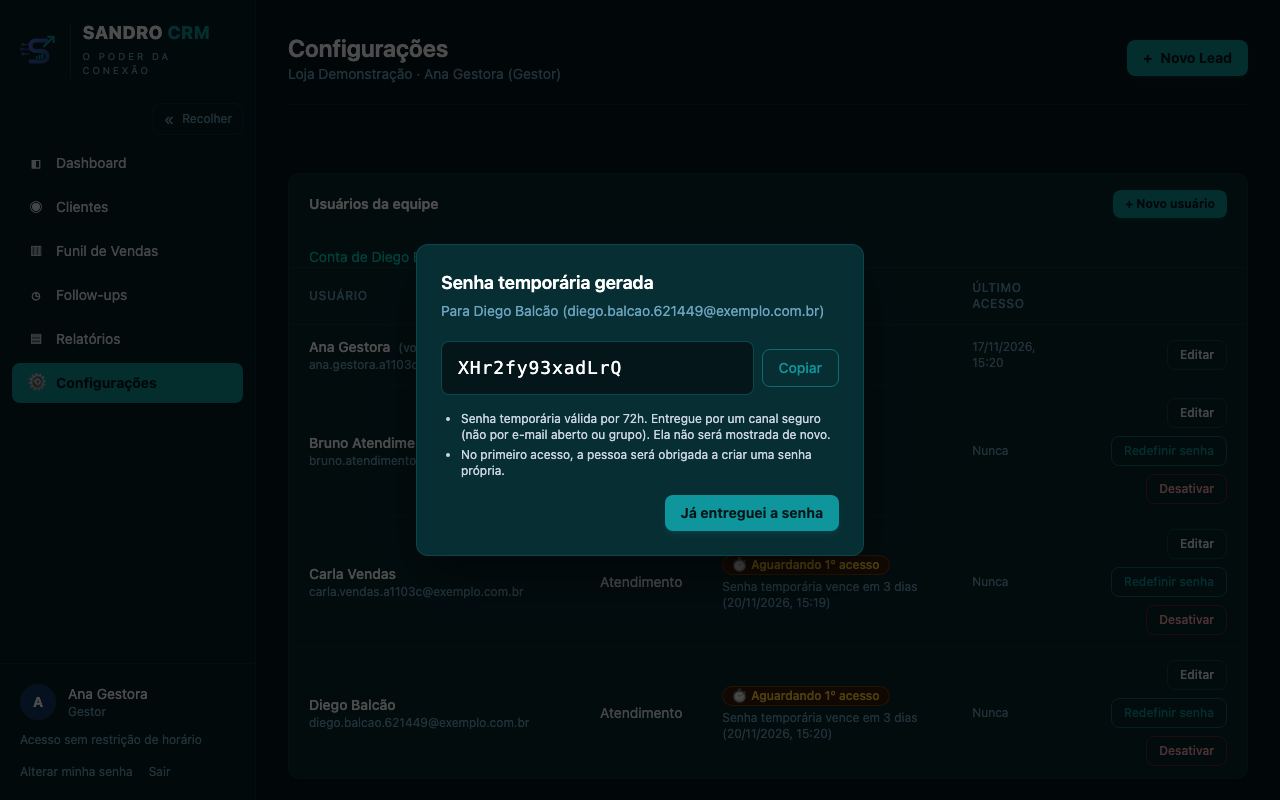 SANDRO CRM
O PODER DA
CONEXÃO
« Recolher
Dashboard
Clientes
Funil de Vendas
Follow-ups
Relatórios
Configurações
A
Ana Gestora
Gestor
Acesso sem restrição de horário
Alterar minha senha Sair
Configurações
Loja Demonstração · Ana Gestora (Gestor)
+ Novo Lead
Usuários da equipe
+ Novo usuário
Conta de Diego
USUÁRIO
ÚLTIMO
ACESSO
Ana Gestora
ana.gestora.a1103c
17/11/2026,
15:20
Editar
Bruno Atendime
bruno.atendimento
Nunca
Editar
Redefinir senha
Desativar
Carla Vendas
carla.vendas.a1103c@exemplo.com.br
Atendimento
Aguardando 1º acesso
Senha temporária vence em 3 dias
(20/11/2026, 15:19)
Nunca
Editar
Redefinir senha
Desativar
Diego Balcão
diego.balcao.621449@exemplo.com.br
Atendimento
Aguardando 1º acesso
Senha temporária vence em 3 dias
(20/11/2026, 15:20)
Nunca
Editar
Redefinir senha
Desativar
Senha temporária gerada
Para Diego Balcão (diego.balcao.621449@exemplo.com.br)
XHr2fy93xadLrQ
Copiar
• Senha temporária válida por 72h. Entregue por um canal seguro
(não por e-mail aberto ou grupo). Ela não será mostrada de novo.
• No primeiro acesso, a pessoa será obrigada a criar uma senha
própria.
Já entreguei a senha